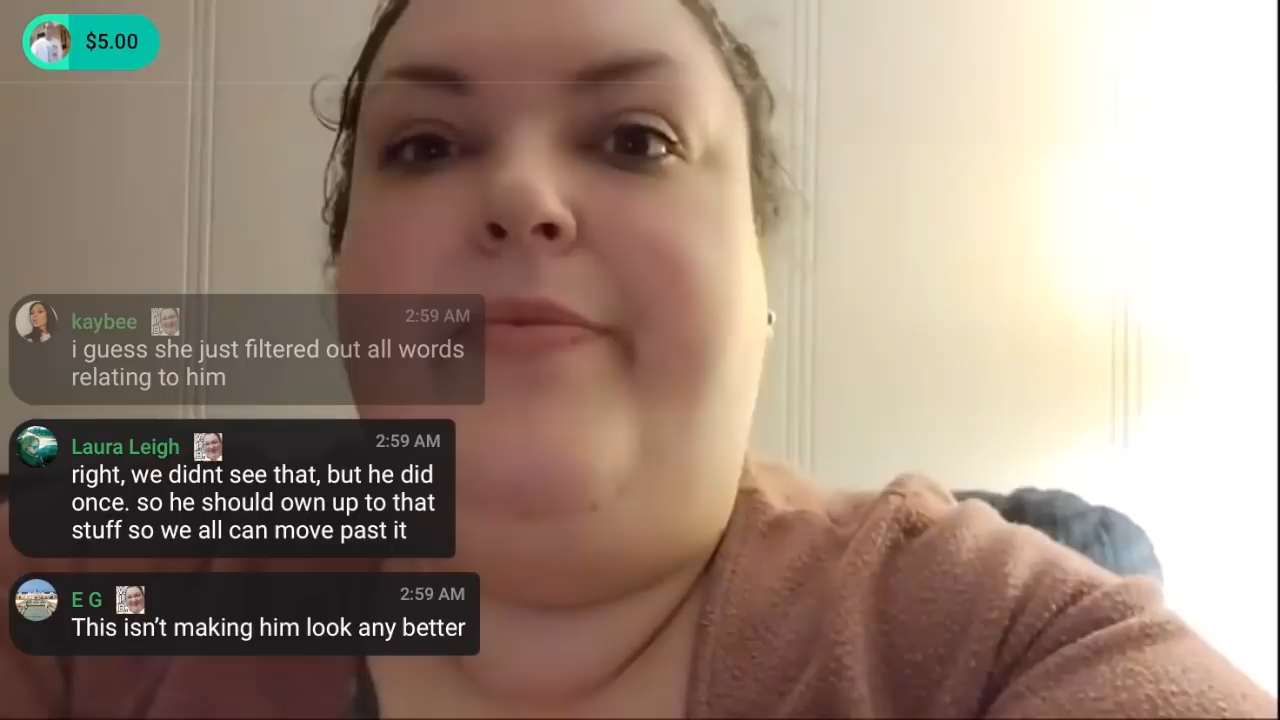 $5.00
kaybee 2:59 AM
i guess she just filtered out all words
relating to him
Laura Leigh 2:59 AM
right, we didnt see that, but he did
once. so he should own up to that
stuff so we all can move past it
E G 2:59 AM
This isn’t making him look any better